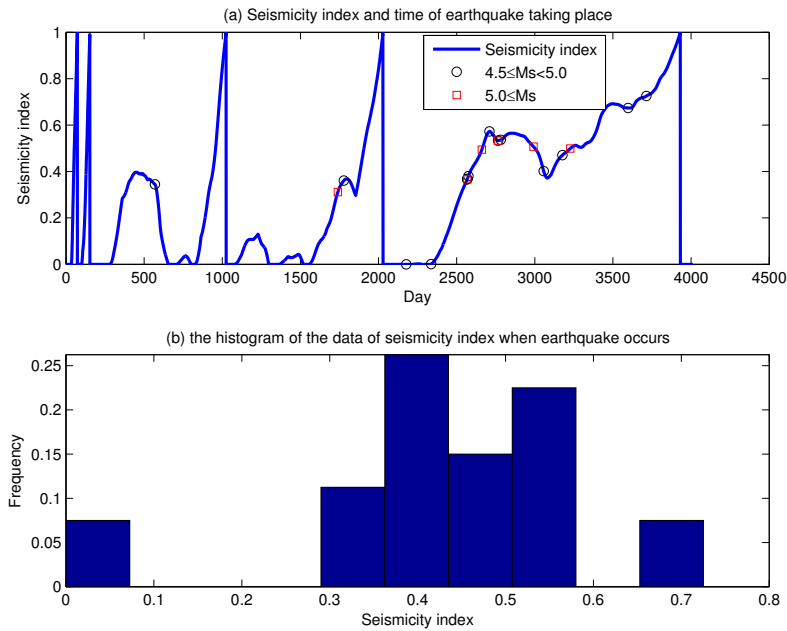 (a) Seismicity index and time of earthquake taking place
1
0.8
0.6
0.4
0.2
0
Seismicity index
Seismicity index
4.5≤Ms<5.0
5.0≤Ms
0 500 1000 1500 2000 2500 3000 3500 4000 4500
Day
(b) the histogram of the data of seismicity index when earthquake occurs
0.25
0.2
0.15
0.1
0.05
0
Frequency
0 0.1 0.2 0.3 0.4 0.5 0.6 0.7 0.8
Seismicity index